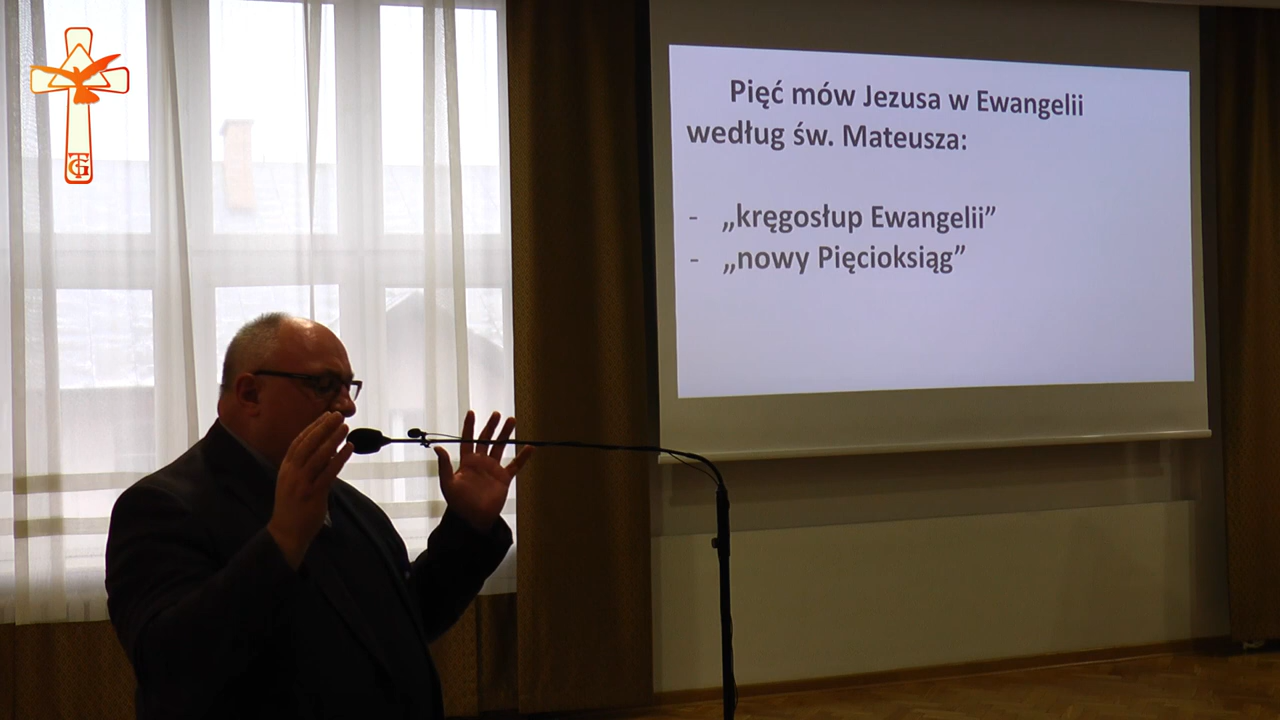 Pięć mów Jezusa w Ewangelii
według św. Mateusza:
- „kręgosłup Ewangelii”
- „nowy Pięcioksiąg”